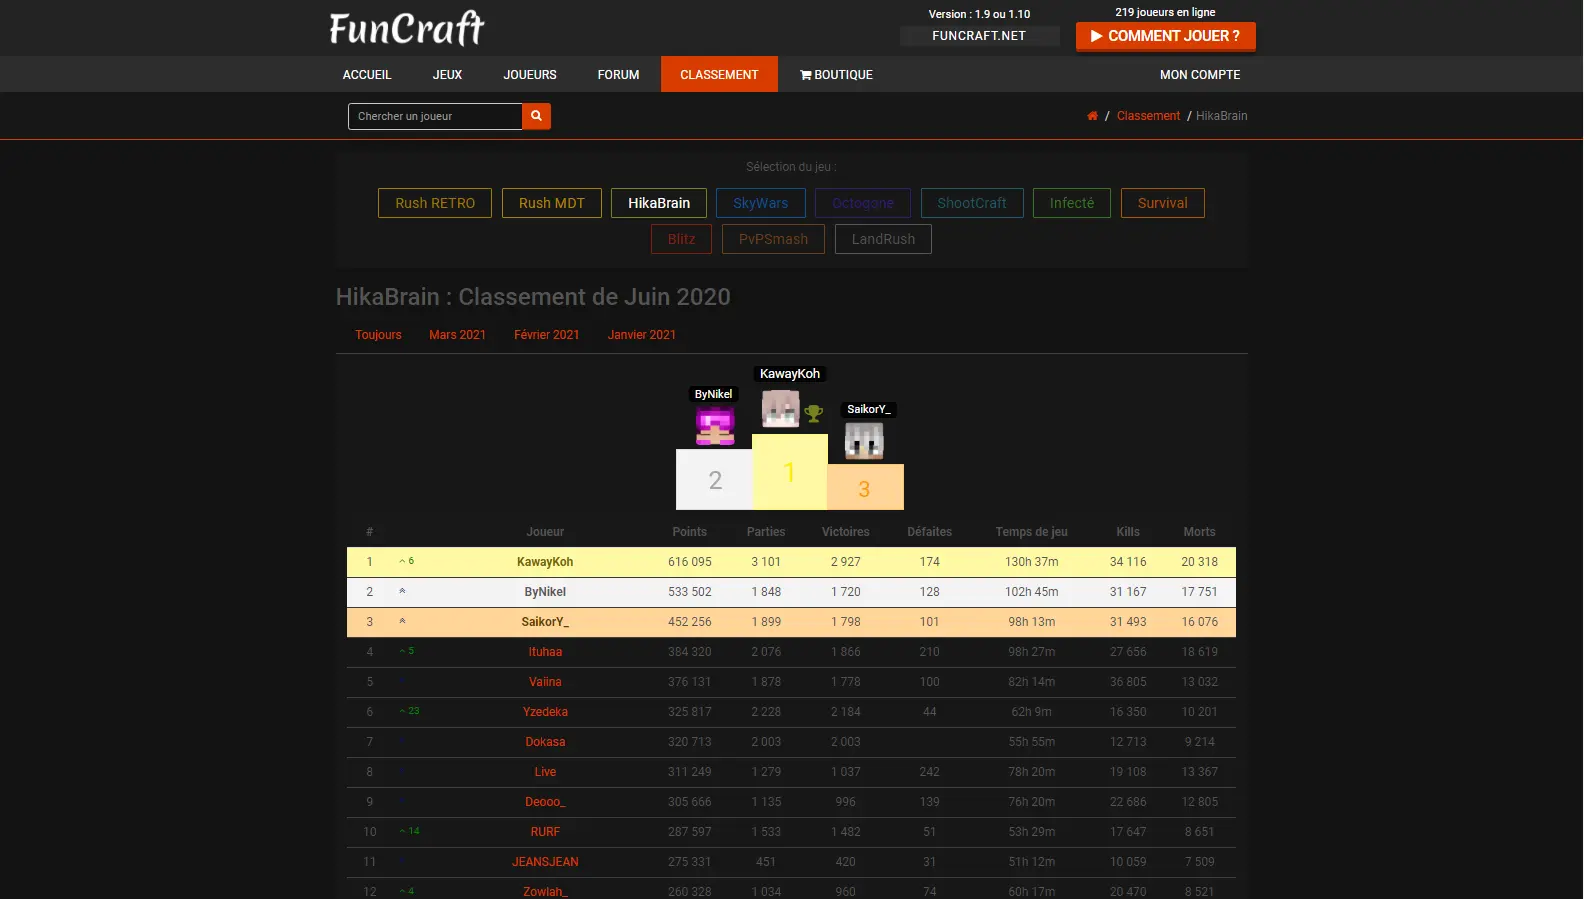 FunCraft
Version : 1.9 ou 1.10
FUNCRAFT.NET
219 joueurs en ligne
COMMENT JOUER ?
ACCUEIL JEUX JOUEURS FORUM CLASSEMENT BOUTIQUE MON COMPTE
Chercher un joueur
/ Classement / HikaBrain
Sélection du jeu :
Rush RETRO Rush MDT HikaBrain SkyWars Octogone ShootCraft Infecté Survival
Blitz PvPSmash LandRush
HikaBrain : Classement de Juin 2020
Toujours Mars 2021 Février 2021 Janvier 2021
KawayKoh
ByNikel
SaikorY_
2 1 3
# Joueur Points Parties Victoires Défaites Temps de jeu Kills Morts
1 6 KawayKoh 616 095 3 101 2 927 174 130h 37m 34 116 20 318
2 ByNikel 533 502 1 848 1 720 128 102h 45m 31 167 17 751
3 SaikorY_ 452 256 1 899 1 798 101 98h 13m 31 493 16 076
4 5 Ituhaa 384 320 2 076 1 866 210 98h 27m 27 656 18 619
5 Vaiina 376 131 1 878 1 778 100 82h 14m 36 805 13 032
6 23 Yzedeka 325 817 2 228 2 184 44 62h 9m 16 350 10 201
7 Dokasa 320 713 2 003 2 003 55h 55m 12 713 9 214
8 Live 311 249 1 279 1 037 242 78h 20m 19 108 13 367
9 Deooo_ 305 666 1 135 996 139 76h 20m 22 686 12 805
10 14 RURF 287 597 1 533 1 482 51 53h 29m 17 647 8 651
11 JEANSJEAN 275 331 451 420 31 51h 12m 10 059 7 509
12 4 Zowlah_ 260 328 1 034 960 74 60h 17m 20 470 8 521